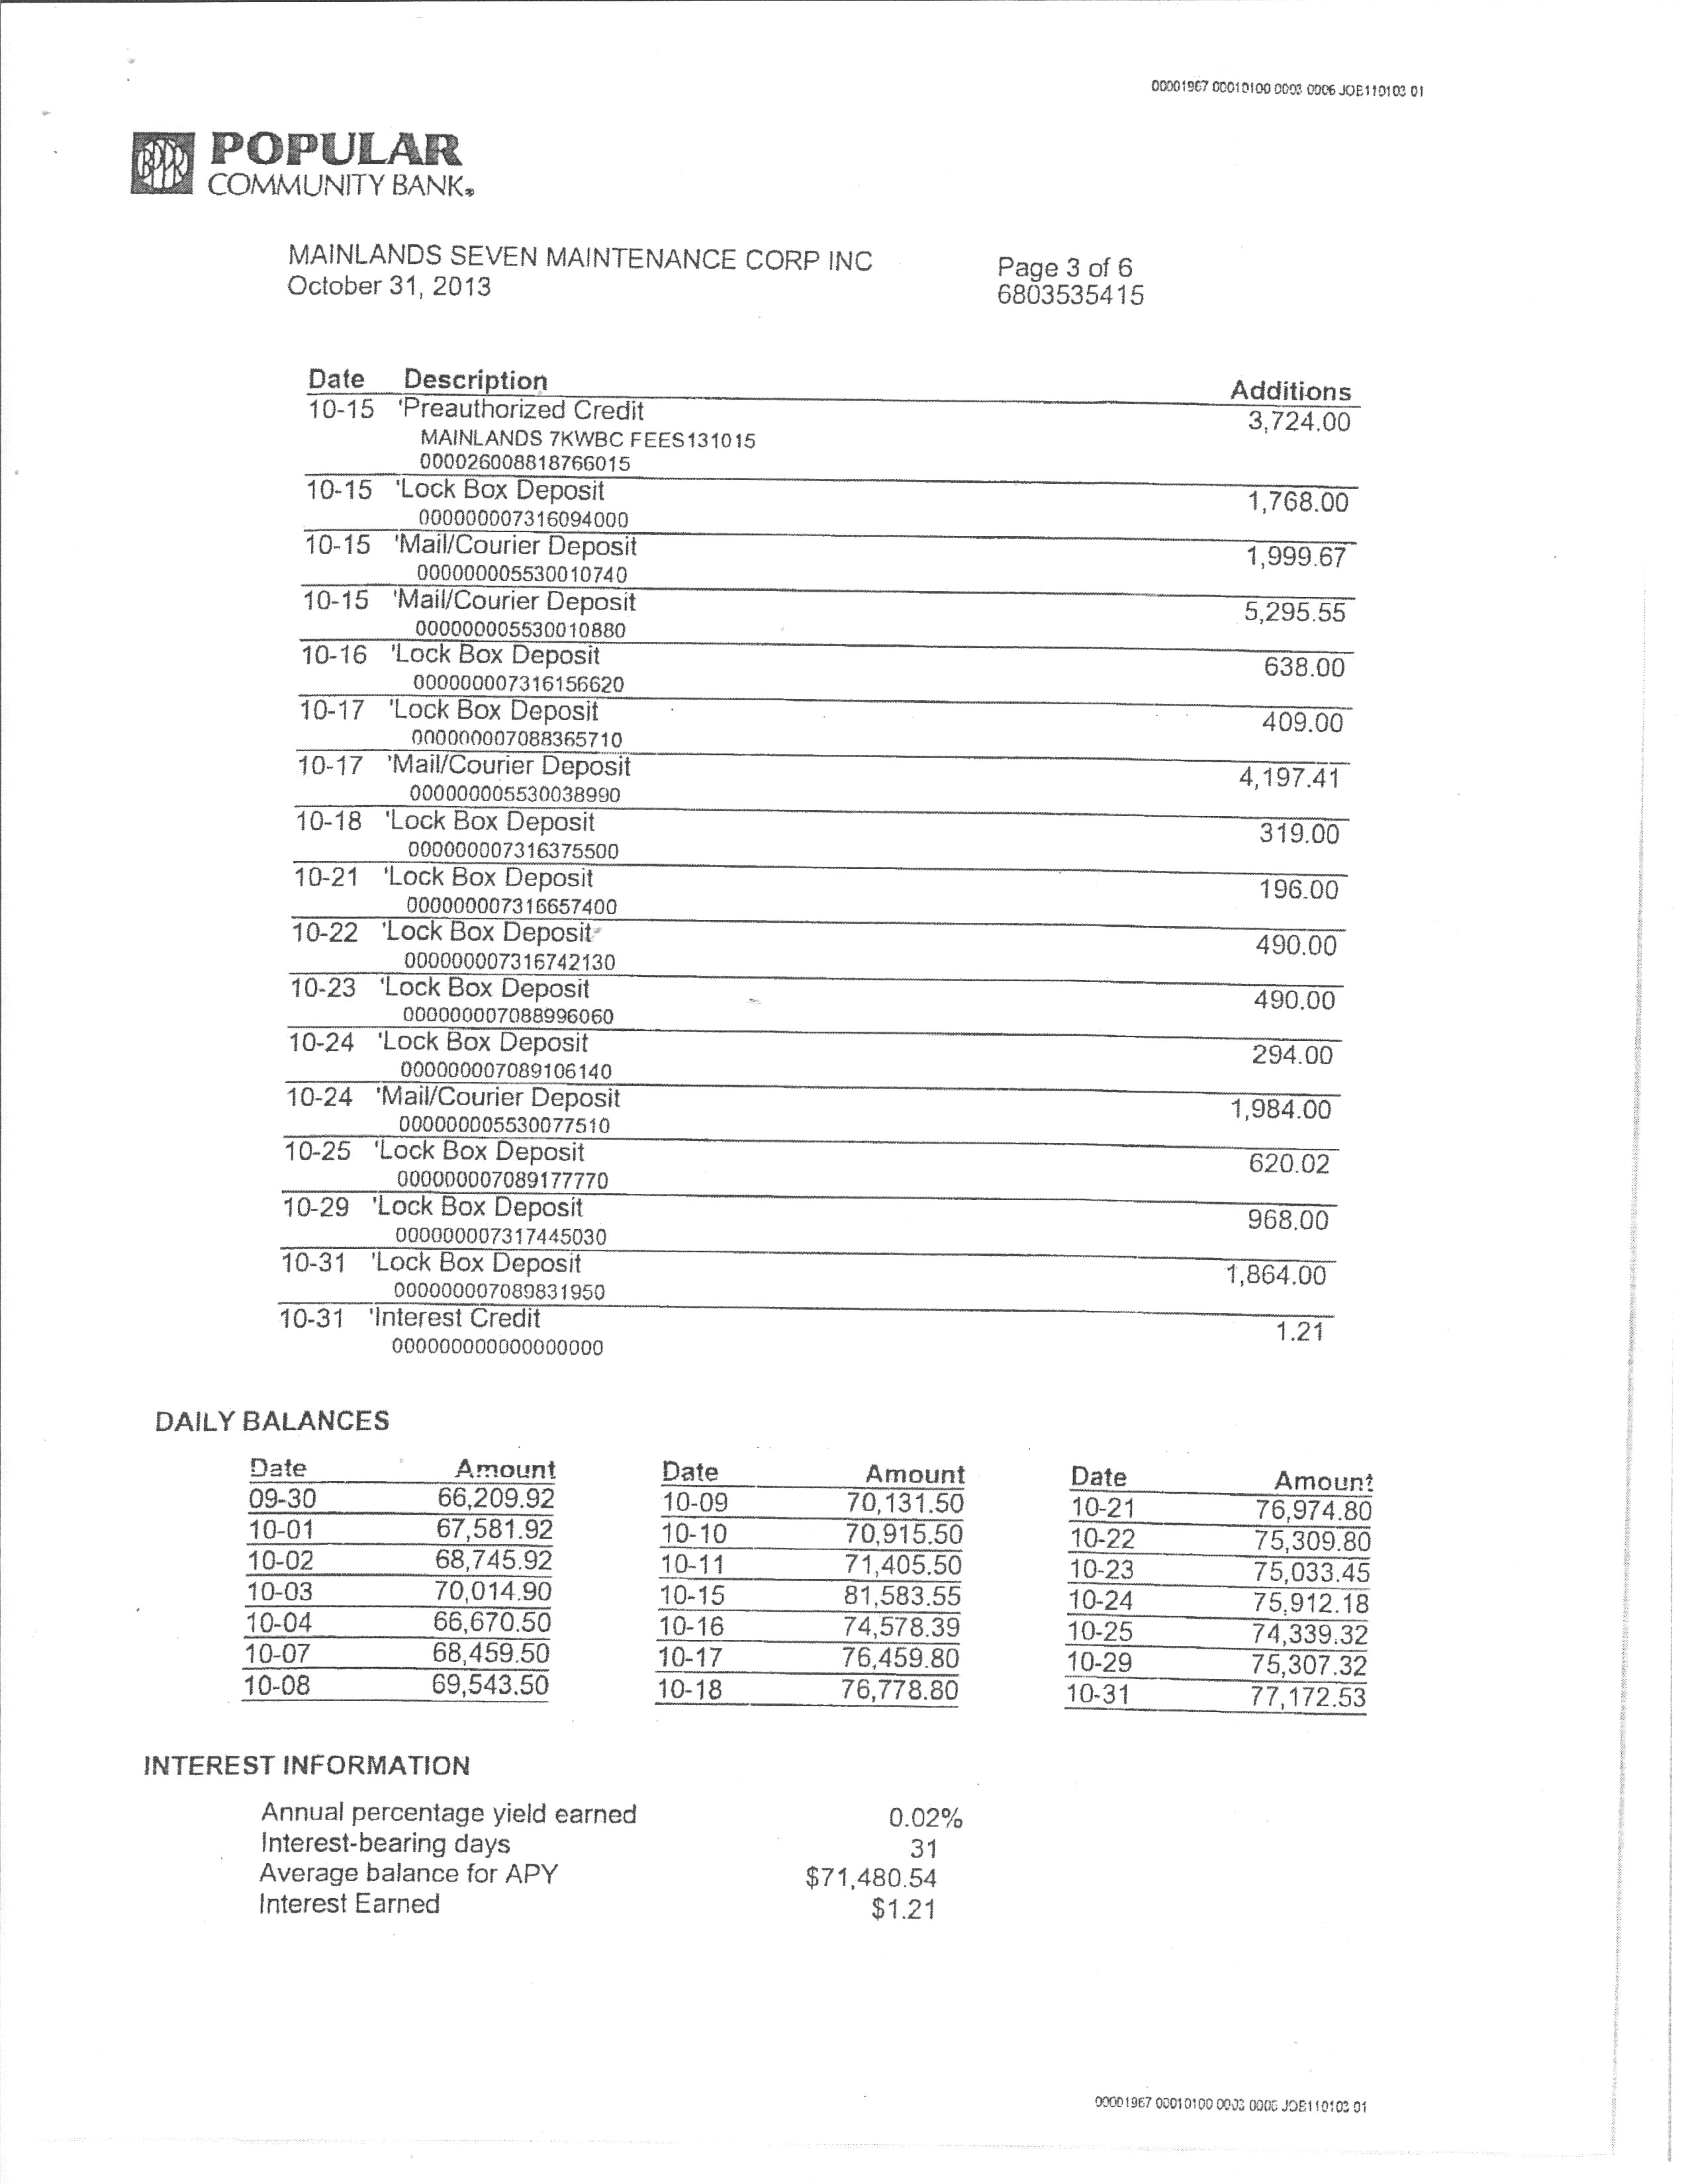 00001967 00010100 0003 0006 JOB110103 01
POPULAR
COMMUNITY BANK®
MAINLANDS SEVEN MAINTENANCE CORP INC
October 31, 2013
Page 3 of 6
6803535415
Date Description Additions
10-15 'Preauthorized Credit 3,724.00
MAINLANDS 7KWBC FEES131015
000026008818766015
10-15 'Lock Box Deposit 1,768.00
000000007316094000
10-15 'Mail/Courier Deposit 1,999.67
000000005530010740
10-15 'Mail/Courier Deposit 5,295.55
000000005530010880
10-16 'Lock Box Deposit 638.00
000000007316156620
10-17 'Lock Box Deposit 409.00
000000007088365710
10-17 'Mail/Courier Deposit 4,197.41
000000005530038990
10-18 'Lock Box Deposit 319.00
000000007316375500
10-21 'Lock Box Deposit 196.00
000000007316657400
10-22 'Lock Box Deposit 490.00
000000007316742130
10-23 'Lock Box Deposit 490.00
000000007088996060
10-24 'Lock Box Deposit 294.00
000000007089106140
10-24 'Mail/Courier Deposit 1,984.00
000000005530077510
10-25 'Lock Box Deposit 620.02
000000007089177770
10-29 'Lock Box Deposit 968.00
000000007317445030
10-31 'Lock Box Deposit 1,864.00
000000007089831950
10-31 'Interest Credit 1.21
000000000000000000
DAILY BALANCES
Date Amount Date Amount Date Amount
09-30 66,209.92 10-09 70,131.50 10-21 76,974.80
10-01 67,581.92 10-10 70,915.50 10-22 75,309.80
10-02 68,745.92 10-11 71,405.50 10-23 75,033.45
10-03 70,014.90 10-15 81,583.55 10-24 75,912.18
10-04 66,670.50 10-16 74,578.39 10-25 74,339.32
10-07 68,459.50 10-17 76,459.80 10-29 75,307.32
10-08 69,543.50 10-18 76,778.80 10-31 77,172.53
INTEREST INFORMATION
Annual percentage yield earned 0.02%
Interest-bearing days 31
Average balance for APY $71,480.54
Interest Earned $1.21
00001967 00010100 0003 0006 JOB110103 01